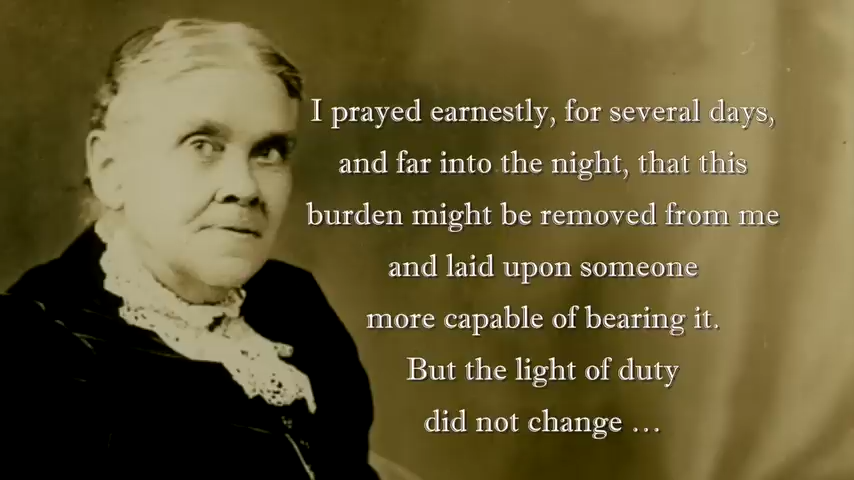 I prayed earnestly, for several days,
and far into the night, that this
burden might be removed from me
and laid upon someone
more capable of bearing it.
But the light of duty
did not change …